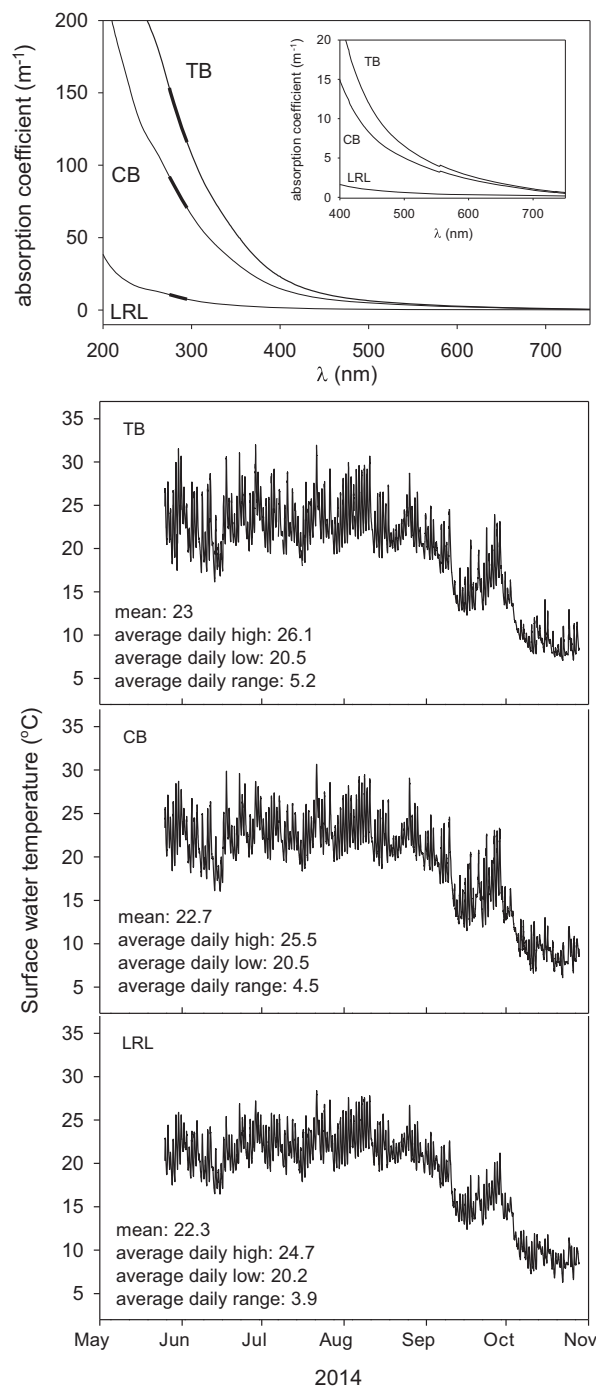 absorption coefficient (m-1)
200
150
100
50
0
TB
CB
LRL
200 300 400 500 600 700
λ (nm)
absorption coefficient (m-1)
20
15
10
5
0
TB
CB
LRL
400 500 600 700
λ (nm)
Surface water temperature (°C)
35
30
25
20
15
10
5
TB
mean: 23
average daily high: 26.1
average daily low: 20.5
average daily range: 5.2
35
30
25
20
15
10
5
CB
mean: 22.7
average daily high: 25.5
average daily low: 20.5
average daily range: 4.5
35
30
25
20
15
10
5
LRL
mean: 22.3
average daily high: 24.7
average daily low: 20.2
average daily range: 3.9
May Jun Jul Aug Sep Oct Nov
2014